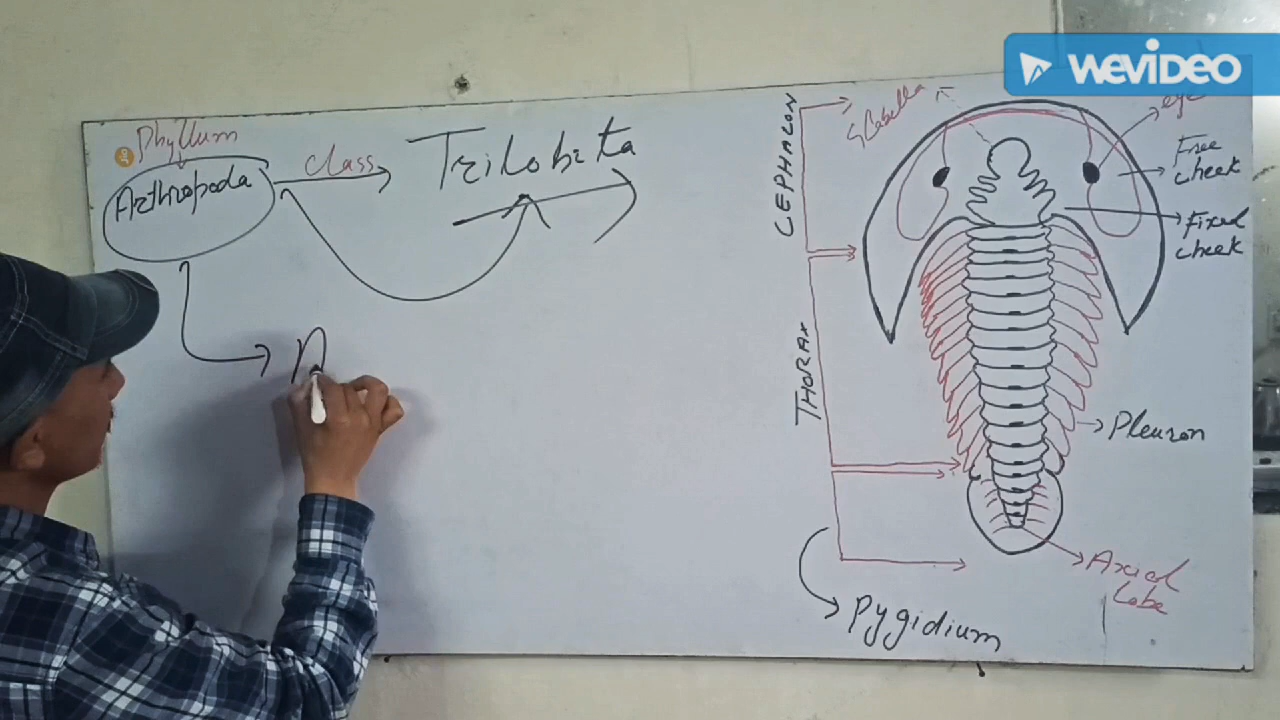 WEVIDEO
Phyllum
Arthropoda
class
Trilobita
CEPHALON
Glabella
eye
Free
cheek
Fixed
cheek
THORAX
Pleuron
Axial
Lobe
Pygidium